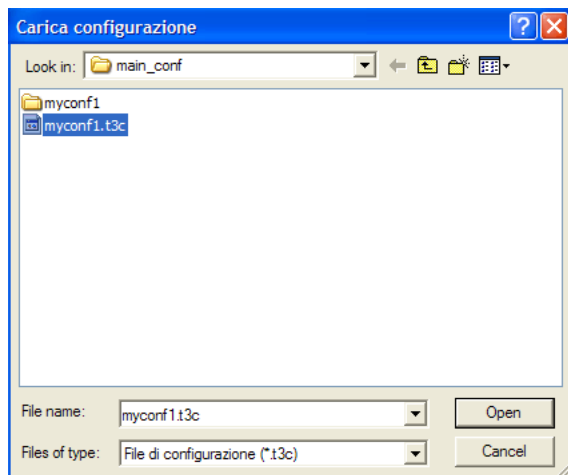 Carica configurazione
Look in: main_conf
myconf1
myconf1.t3c
File name: myconf1.t3c Open
Files of type: File di configurazione (*.t3c) Cancel